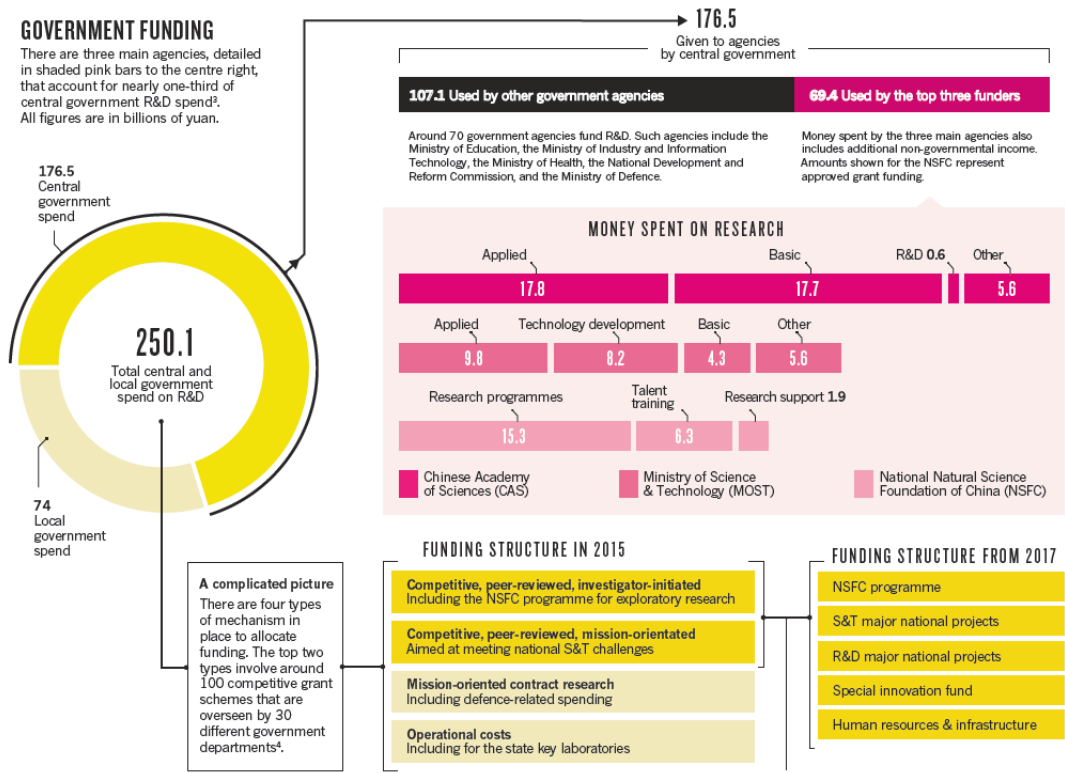 GOVERNMENT FUNDING
There are three main agencies, detailed
in shaded pink bars to the centre right,
that account for nearly one-third of
central government R&D spend³.
All figures are in billions of yuan.
176.5
Given to agencies
by central government
107.1 Used by other government agencies
69.4 Used by the top three funders
Around 70 government agencies fund R&D. Such agencies include the
Ministry of Education, the Ministry of Industry and Information
Technology, the Ministry of Health, the National Development and
Reform Commission, and the Ministry of Defence.
Money spent by the three main agencies also
includes additional non-governmental income.
Amounts shown for the NSFC represent
approved grant funding.
176.5
Central
government
spend
250.1
Total central and
local government
spend on R&D
74
Local
government
spend
MONEY SPENT ON RESEARCH
Applied
Basic
R&D 0.6
Other
17.8
17.7
5.6
Applied
Technology development
Basic
Other
9.8
8.2
4.3
5.6
Research programmes
Talent
training
Research support 1.9
15.3
6.3
Chinese Academy
of Sciences (CAS)
Ministry of Science
& Technology (MOST)
National Natural Science
Foundation of China (NSFC)
A complicated picture
There are four types
of mechanism in
place to allocate
funding. The top two
types involve around
100 competitive grant
schemes that are
overseen by 30
different government
departments⁴.
FUNDING STRUCTURE IN 2015
Competitive, peer-reviewed, investigator-initiated
Including the NSFC programme for exploratory research
Competitive, peer-reviewed, mission-orientated
Aimed at meeting national S&T challenges
Mission-oriented contract research
Including defence-related spending
Operational costs
Including for the state key laboratories
FUNDING STRUCTURE FROM 2017
NSFC programme
S&T major national projects
R&D major national projects
Special innovation fund
Human resources & infrastructure